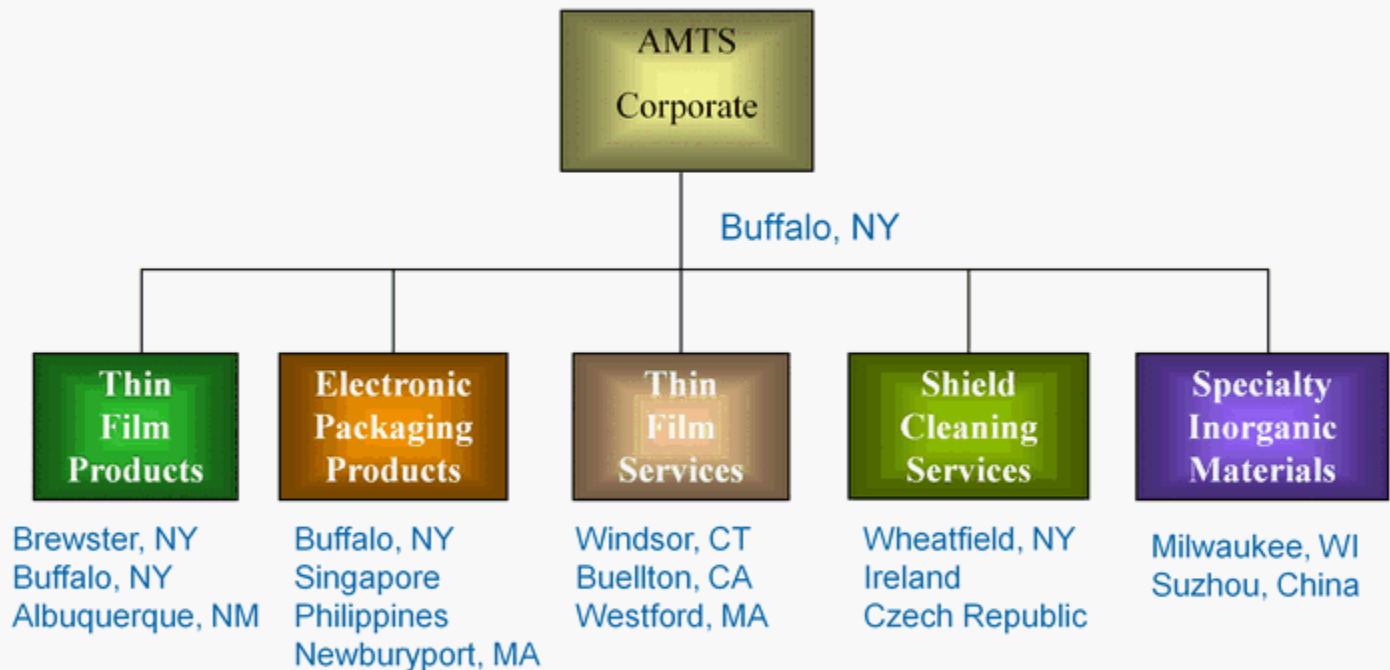 AMTS
Corporate
Buffalo, NY
Thin
Film
Products
Electronic
Packaging
Products
Thin
Film
Services
Shield
Cleaning
Services
Specialty
Inorganic
Materials
Brewster, NY
Buffalo, NY
Albuquerque, NM
Buffalo, NY
Singapore
Philippines
Newburyport, MA
Windsor, CT
Buellton, CA
Westford, MA
Wheatfield, NY
Ireland
Czech Republic
Milwaukee, WI
Suzhou, China